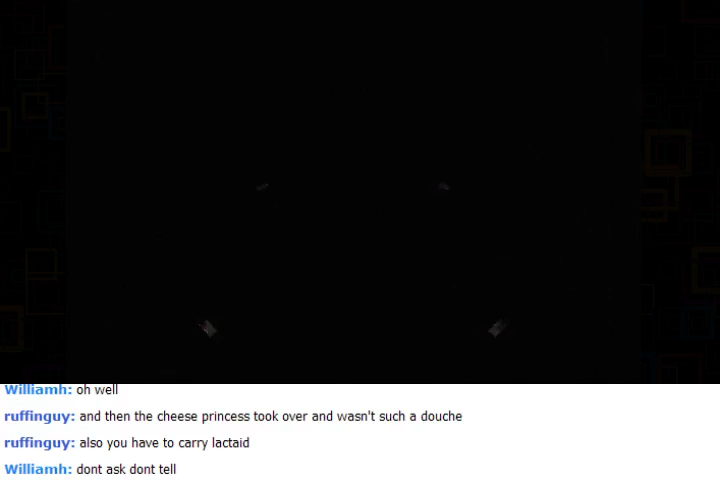 Williamh: oh well
ruffinguy: and then the cheese princess took over and wasn't such a douche
ruffinguy: also you have to carry lactaid
Williamh: dont ask dont tell